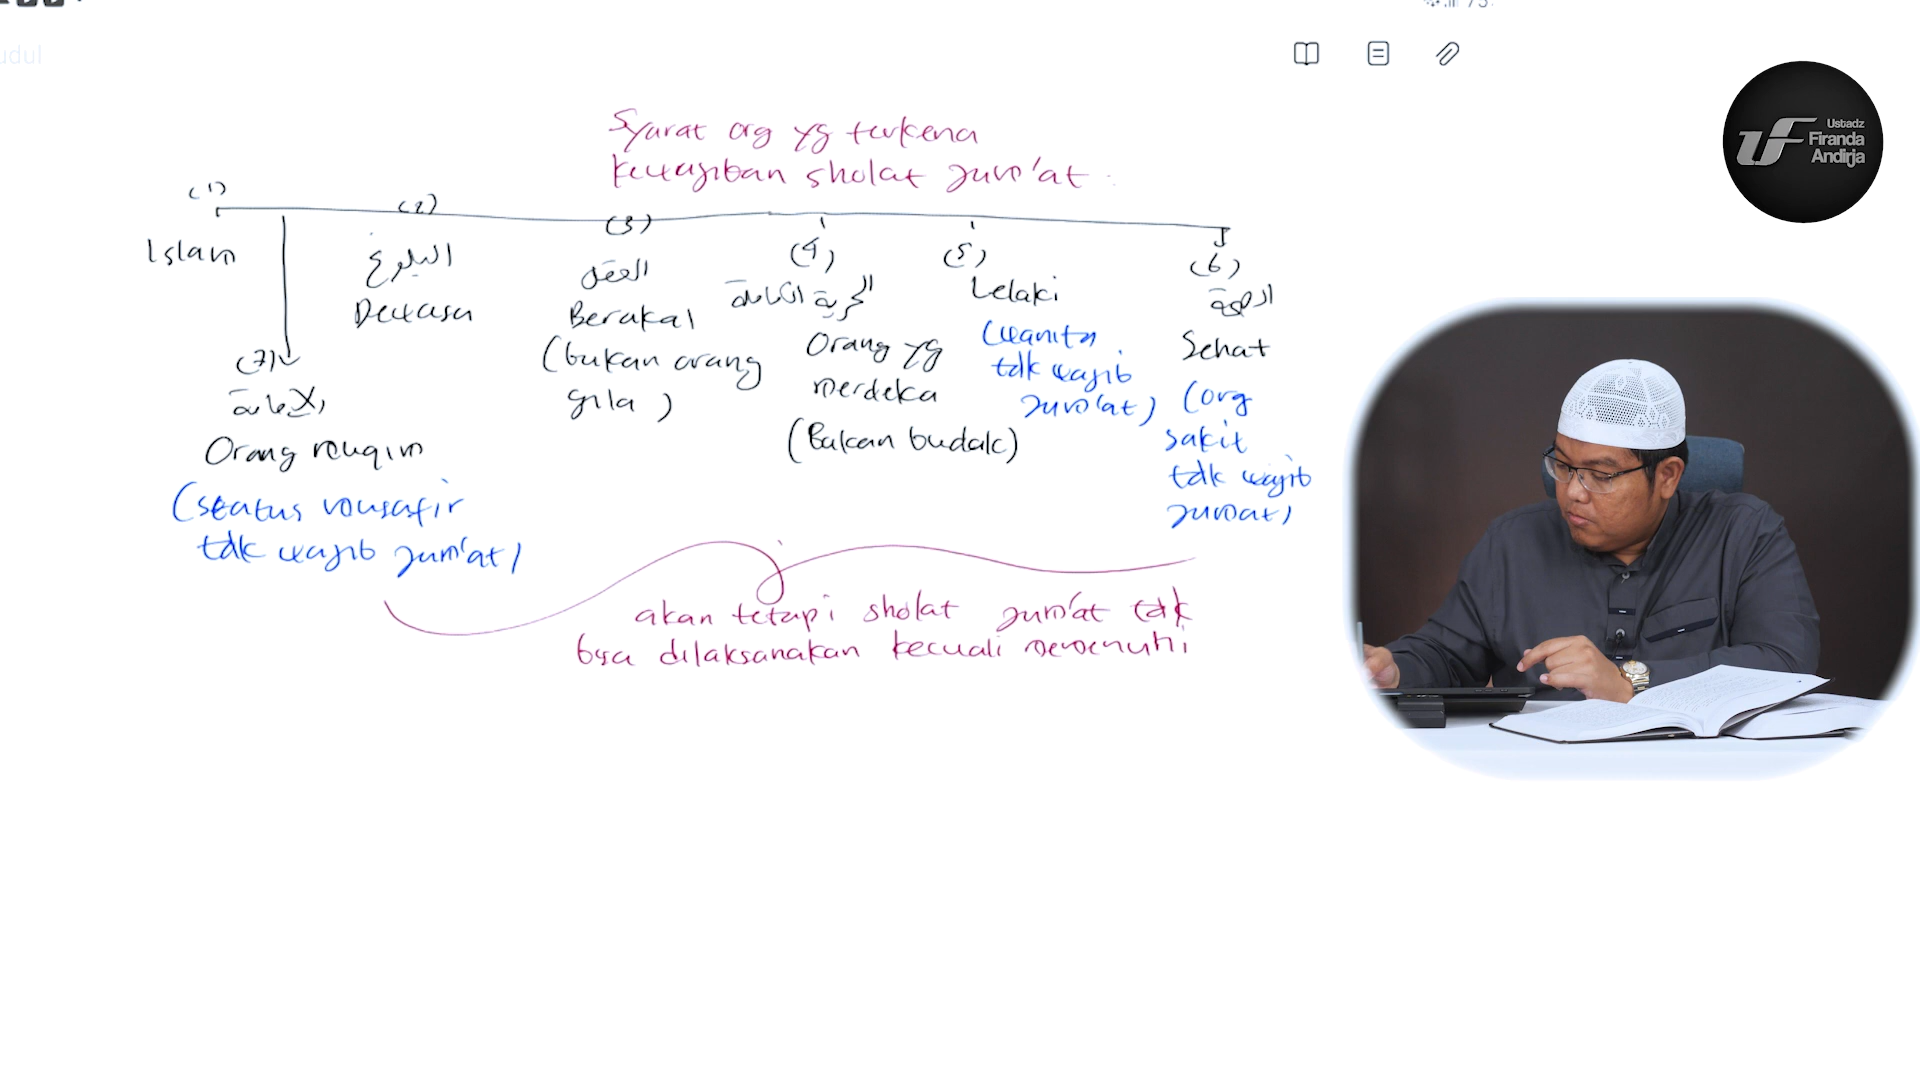 udul
Ustadz
Firanda
Andirja
Syarat org yg terkena
kewajiban sholat jum'at :
(1)
Islam
(2)
البلوغ
Dewasa
(3)
العقل
Berakal
(bukan orang
gila)
(4)
الحرية الكاملة
Orang yg
merdeka
(Bukan budak)
(5)
Lelaki
(wanita
tdk wajib
jum'at)
(6)
الصحة
Sehat
(org
sakit
tdk wajib
jumat)
(7)
الإقامة
Orang muqim
(status musafir
tdk wajib jum'at)
akan tetapi sholat jum'at tdk
bisa dilaksanakan kecuali memenuhi